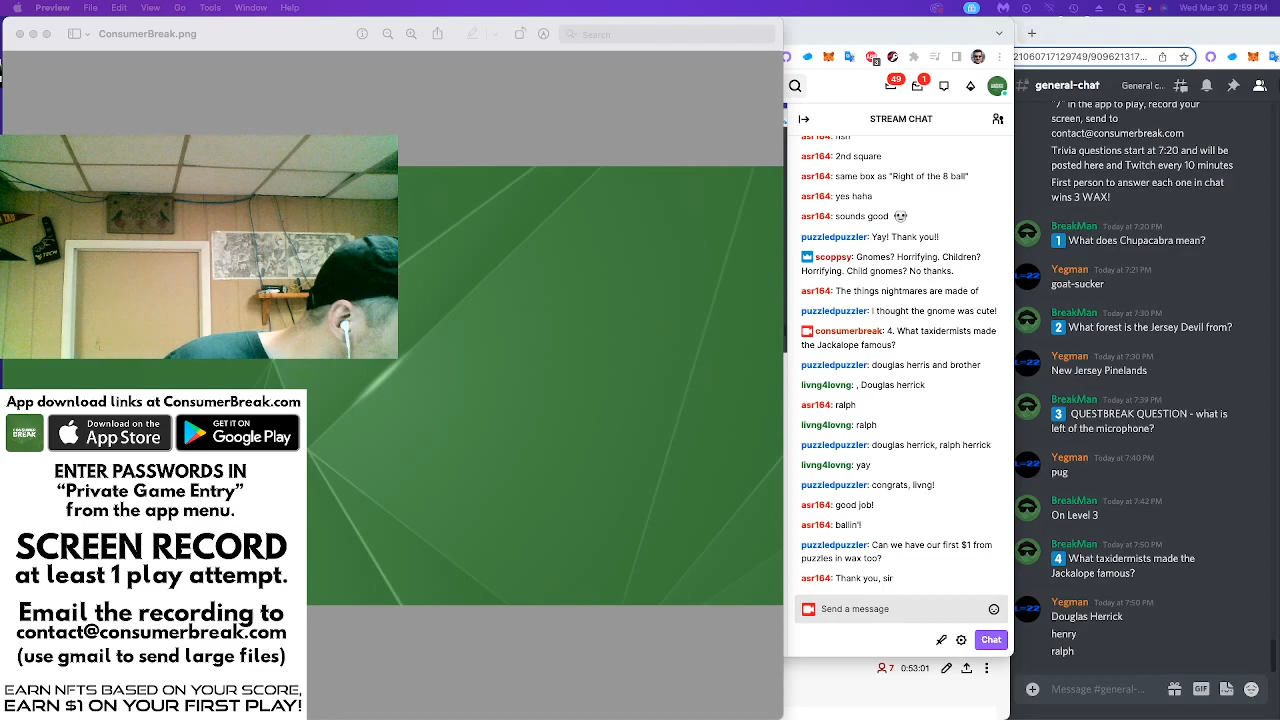 Preview File Edit View Go Tools Window Help
Wed Mar 30 7:59 PM
ConsumerBreak.png
Search
21060717129749/909621317...
49
1
general-chat
General c...
STREAM CHAT
asr164: fish
asr164: 2nd square
asr164: same box as "Right of the 8 ball"
asr164: yes haha
asr164: sounds good
puzzledpuzzler: Yay! Thank you!!
scoppsy: Gnomes? Horrifying. Children?
Horrifying. Child gnomes? No thanks.
asr164: The things nightmares are made of
puzzledpuzzler: I thought the gnome was cute!
consumerbreak: 4. What taxidermists made
the Jackalope famous?
puzzledpuzzler: douglas herris and brother
livng4lovng: , Douglas herrick
asr164: ralph
livng4lovng: ralph
puzzledpuzzler: douglas herrick, ralph herrick
livng4lovng: yay
puzzledpuzzler: congrats, livng!
asr164: good job!
asr164: ballin'!
puzzledpuzzler: Can we have our first $1 from
puzzles in wax too?
asr164: Thank you, sir
Send a message
Chat
7 0:53:01
"7" in the app to play, record your
screen, send to
contact@consumerbreak.com
Trivia questions start at 7:20 and will be
posted here and Twitch every 10 minutes
First person to answer each one in chat
wins 3 WAX!
BreakMan Today at 7:20 PM
1 What does Chupacabra mean?
Yegman Today at 7:21 PM
goat-sucker
BreakMan Today at 7:30 PM
2 What forest is the Jersey Devil from?
Yegman Today at 7:30 PM
New Jersey Pinelands
BreakMan Today at 7:39 PM
3 QUESTBREAK QUESTION - what is
left of the microphone?
Yegman Today at 7:40 PM
pug
BreakMan Today at 7:42 PM
On Level 3
BreakMan Today at 7:50 PM
4 What taxidermists made the
Jackalope famous?
Yegman Today at 7:50 PM
Douglas Herrick
henry
ralph
Message #general-...
GIF
App download links at ConsumerBreak.com
CONSUMER BREAK
Download on the
App Store
GET IT ON
Google Play
ENTER PASSWORDS IN
“Private Game Entry”
from the app menu.
SCREEN RECORD
at least 1 play attempt.
Email the recording to
contact@consumerbreak.com
(use gmail to send large files)
EARN NFTS BASED ON YOUR SCORE,
EARN $1 ON YOUR FIRST PLAY!